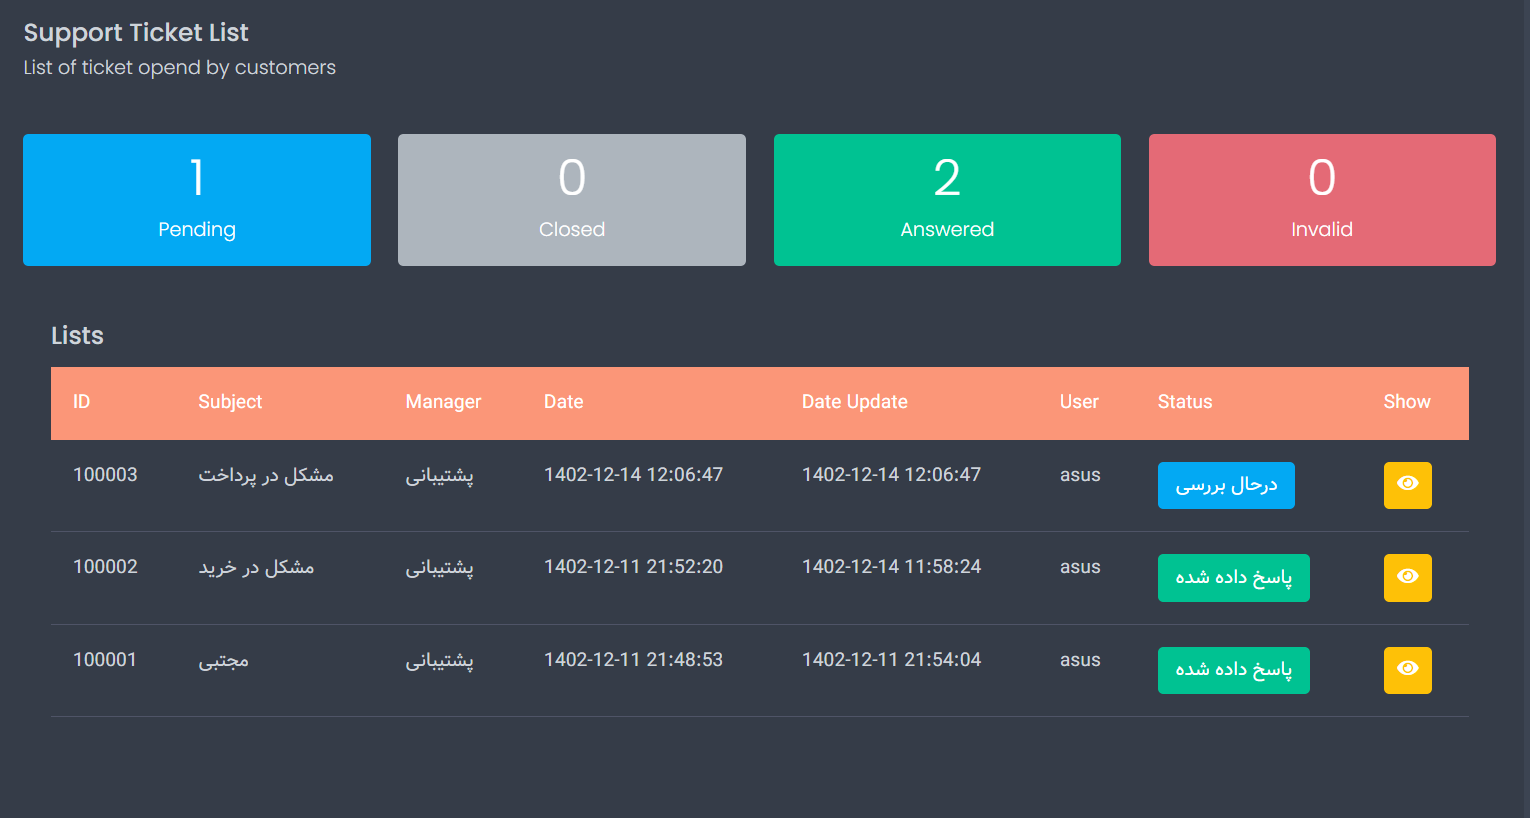 Support Ticket List
List of ticket opend by customers
1
Pending
0
Closed
2
Answered
0
Invalid
Lists
ID Subject Manager Date Date Update User Status Show
100003 مشکل در پرداخت پشتیبانی 1402-12-14 12:06:47 1402-12-14 12:06:47 asus درحال بررسی
100002 مشکل در خرید پشتیبانی 1402-12-11 21:52:20 1402-12-14 11:58:24 asus پاسخ داده شده
100001 مجتبی پشتیبانی 1402-12-11 21:48:53 1402-12-11 21:54:04 asus پاسخ داده شده